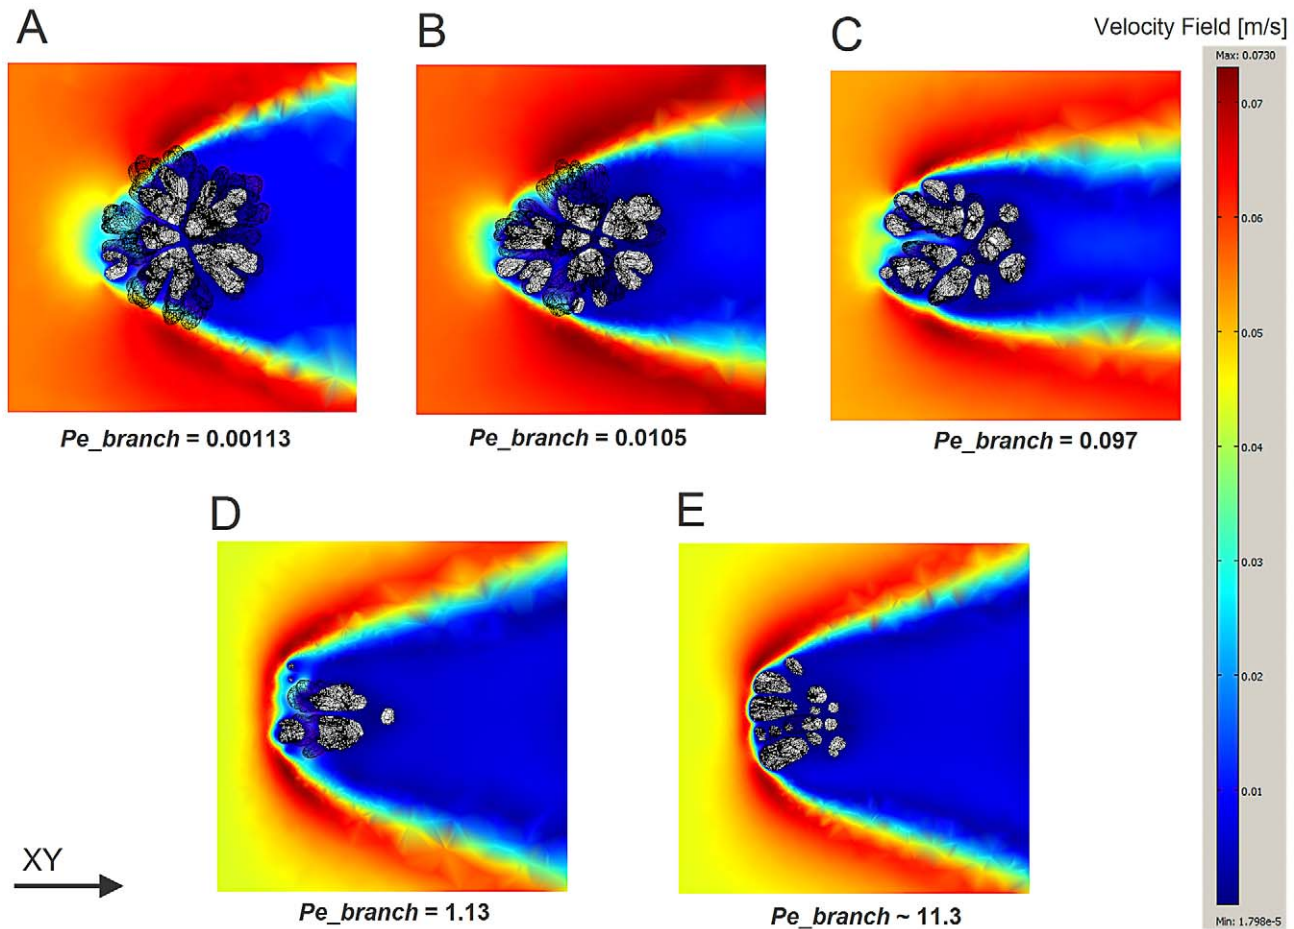 A
B
C
Velocity Field [m/s]
Max: 0.0730
0.07
0.06
0.05
0.04
0.03
0.02
0.01
Min: 1.798e-5
Pe_branch = 0.00113
Pe_branch = 0.0105
Pe_branch = 0.097
D
E
XY
Pe_branch = 1.13
Pe_branch ~ 11.3